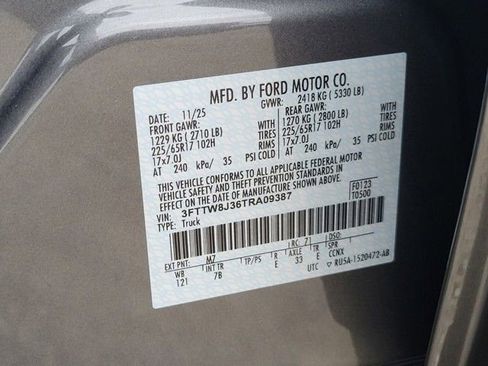 MFD. BY FORD MOTOR CO.
DATE: 11/25 GVWR: 2418 KG ( 5330 LB)
FRONT GAWR: REAR GAWR:
1229 KG ( 2710 LB) WITH 1270 KG ( 2800 LB) WITH
225/65R17 102H TIRES 225/65R17 102H TIRES
17x7.0J RIMS 17x7.0J RIMS
AT 240 kPa/ 35 PSI COLD AT 240 kPa/ 35 PSI COLD
THIS VEHICLE CONFORMS TO ALL APPLICABLE FEDERAL MOTOR
VEHICLE SAFETY AND THEFT PREVENTION STANDARDS IN
EFFECT ON THE DATE OF MANUFACTURE SHOWN ABOVE.
VIN: 3FTTW8J36TRA09387 F0123
TYPE: Truck T0500
EXT PNT: M7 RC: 71 DSO:
WB INT TR TP/PS R AXLE TR SPR
121 7B E 33 E CCNX
UTC RU5A-1520472-AB